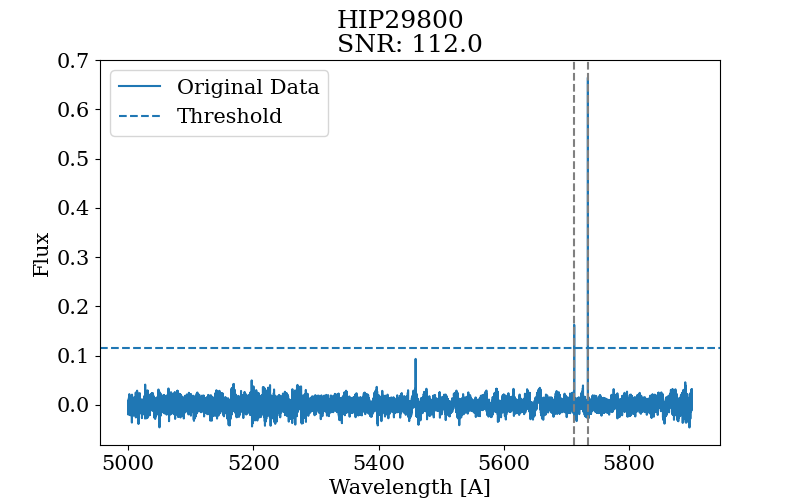 HIP29800
SNR: 112.0
Original Data
Threshold
0.7
0.6
0.5
0.4
0.3
0.2
0.1
0.0
Flux
5000 5200 5400 5600 5800
Wavelength [A]